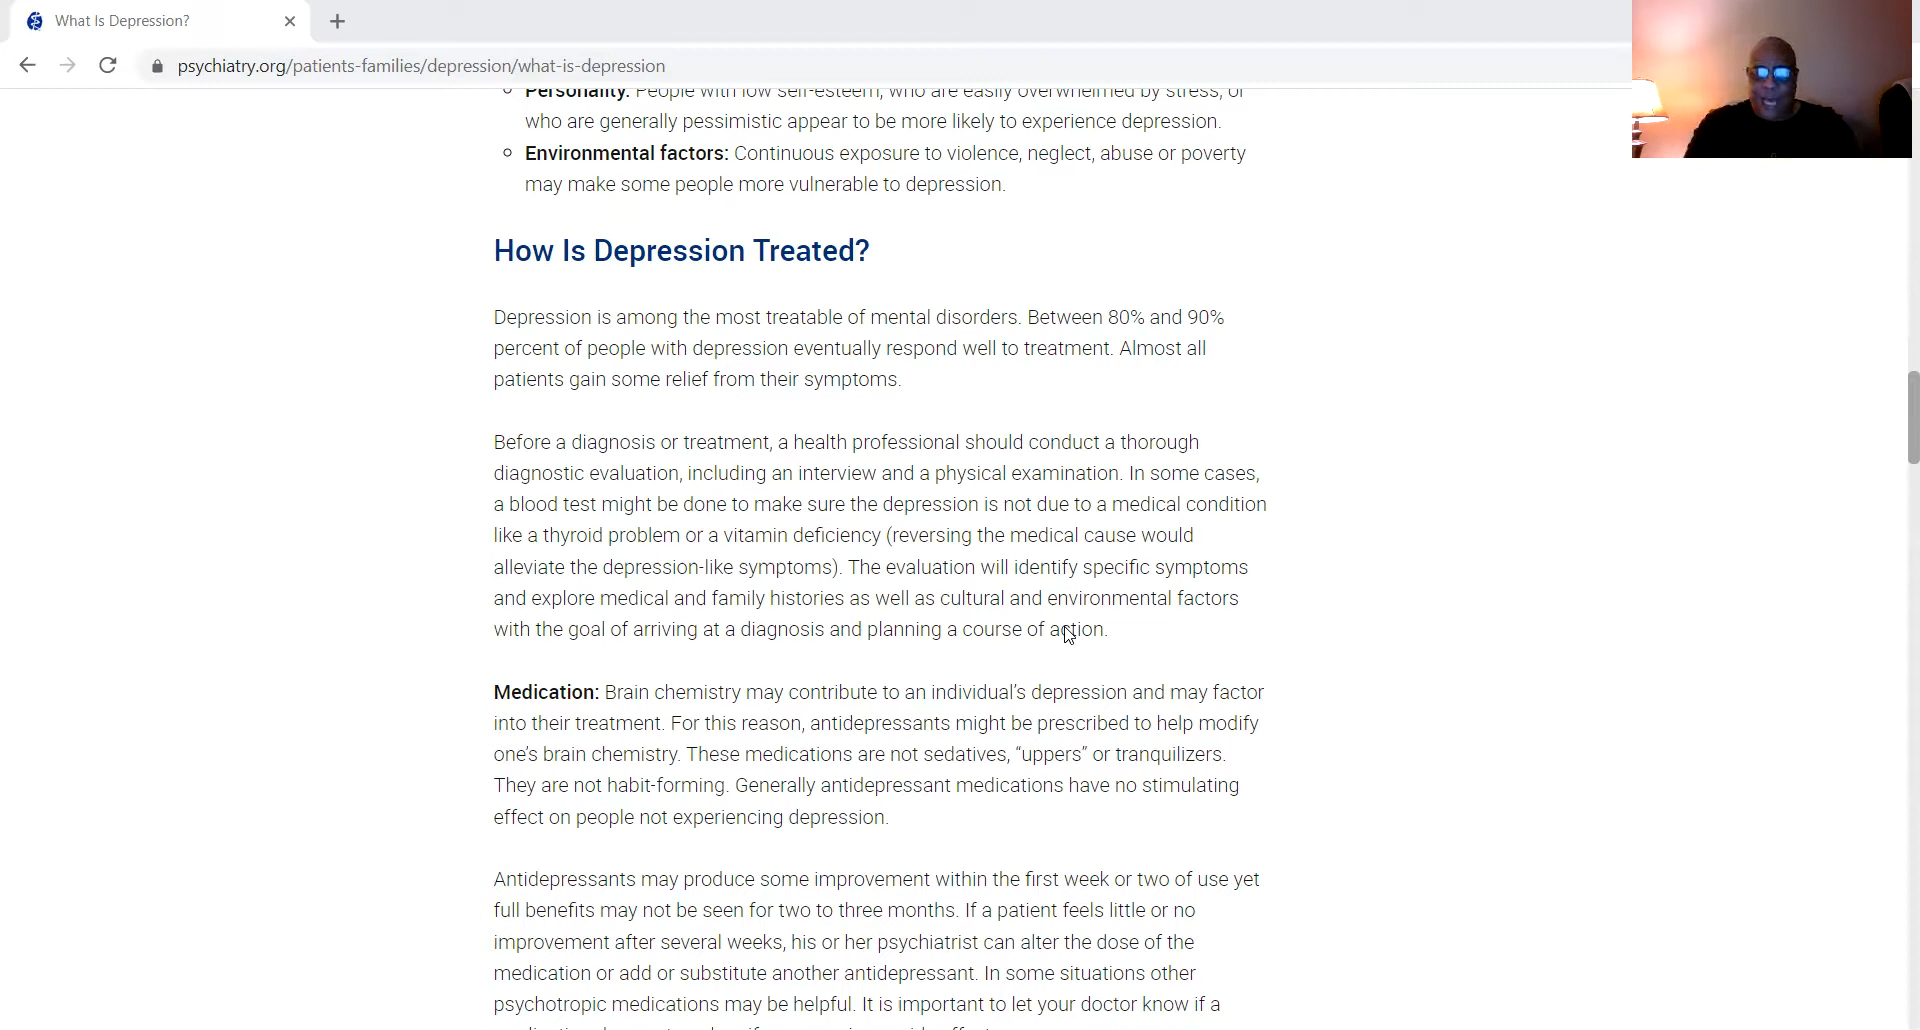 What Is Depression?
psychiatry.org/patients-families/depression/what-is-depression
Personality: People with low self-esteem, who are easily overwhelmed by stress, or
who are generally pessimistic appear to be more likely to experience depression.
Environmental factors: Continuous exposure to violence, neglect, abuse or poverty
may make some people more vulnerable to depression.
How Is Depression Treated?
Depression is among the most treatable of mental disorders. Between 80% and 90%
percent of people with depression eventually respond well to treatment. Almost all
patients gain some relief from their symptoms.
Before a diagnosis or treatment, a health professional should conduct a thorough
diagnostic evaluation, including an interview and a physical examination. In some cases,
a blood test might be done to make sure the depression is not due to a medical condition
like a thyroid problem or a vitamin deficiency (reversing the medical cause would
alleviate the depression-like symptoms). The evaluation will identify specific symptoms
and explore medical and family histories as well as cultural and environmental factors
with the goal of arriving at a diagnosis and planning a course of action.
Medication: Brain chemistry may contribute to an individual’s depression and may factor
into their treatment. For this reason, antidepressants might be prescribed to help modify
one’s brain chemistry. These medications are not sedatives, “uppers” or tranquilizers.
They are not habit-forming. Generally antidepressant medications have no stimulating
effect on people not experiencing depression.
Antidepressants may produce some improvement within the first week or two of use yet
full benefits may not be seen for two to three months. If a patient feels little or no
improvement after several weeks, his or her psychiatrist can alter the dose of the
medication or add or substitute another antidepressant. In some situations other
psychotropic medications may be helpful. It is important to let your doctor know if a